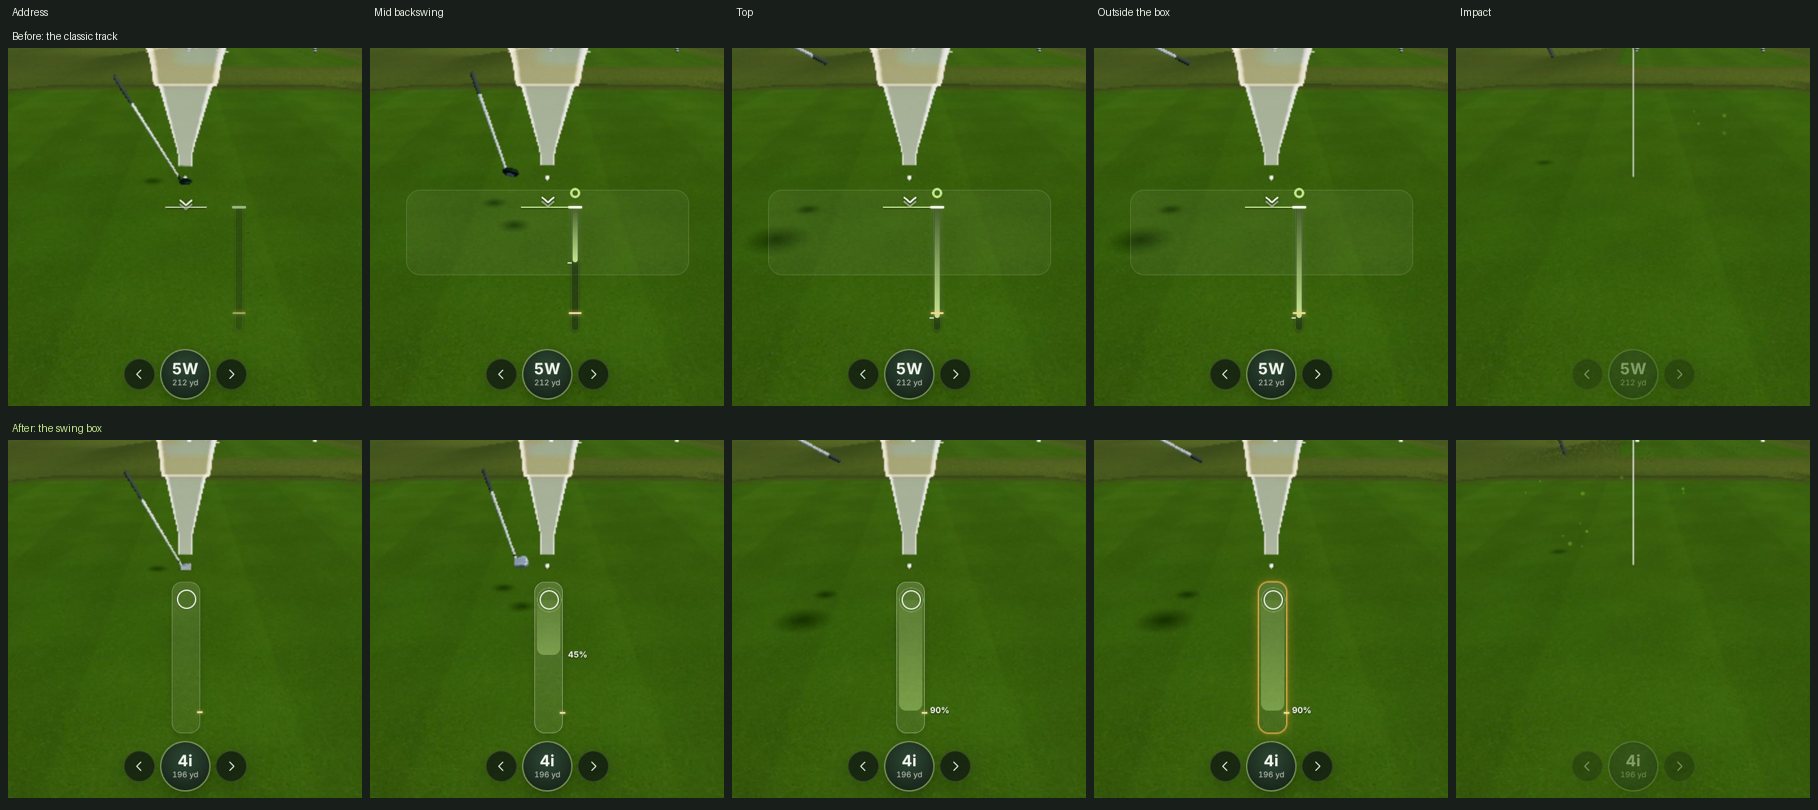 Address
Mid backswing
Top
Outside the box
Impact
Before: the classic track
5W
212 yd
5W
212 yd
5W
212 yd
5W
212 yd
5W
212 yd
After: the swing box
45%
90%
90%
4i
196 yd
4i
196 yd
4i
196 yd
4i
196 yd
4i
196 yd